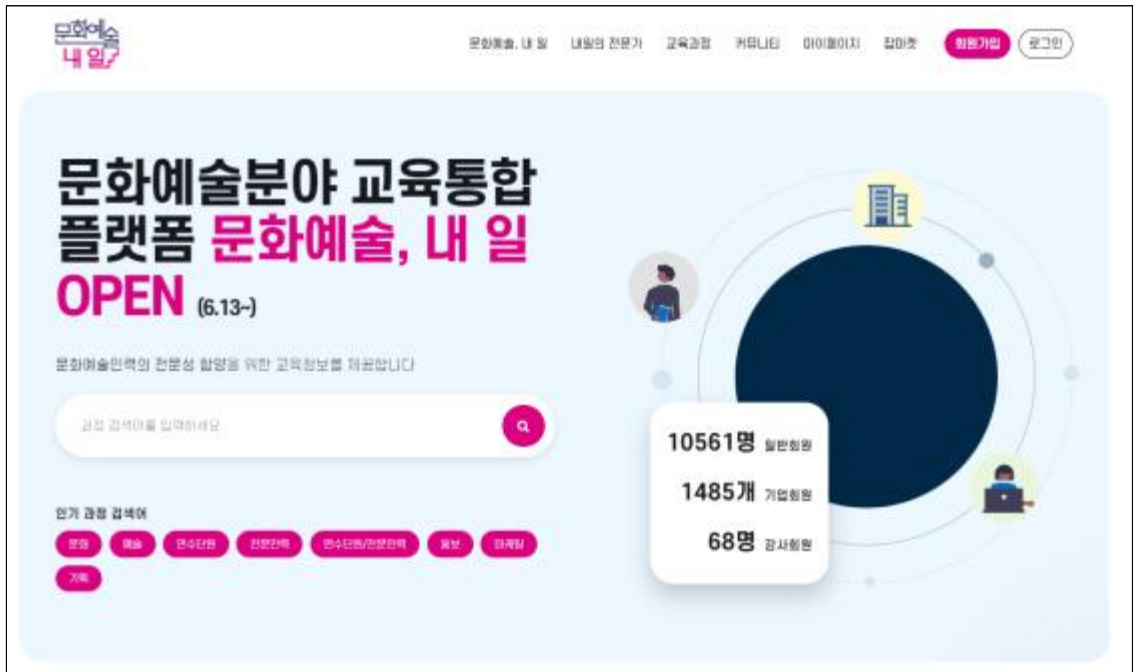 문화예술
내 일
문화예술, 내 일 내일의 전문가 교육과정 커뮤니티 마이페이지 잡마켓 회원가입 로그인
문화예술분야 교육통합
플랫폼 문화예술, 내 일
OPEN (6.13~)
문화예술인력의 전문성 함양을 위한 교육정보를 제공합니다
과정 검색어를 입력하세요
10561명 일반회원
1485개 기업회원
68명 강사회원
인기 과정 검색어
문화 예술 연수단원 전문인력 연수단원/전문인력 홍보 마케팅
기획